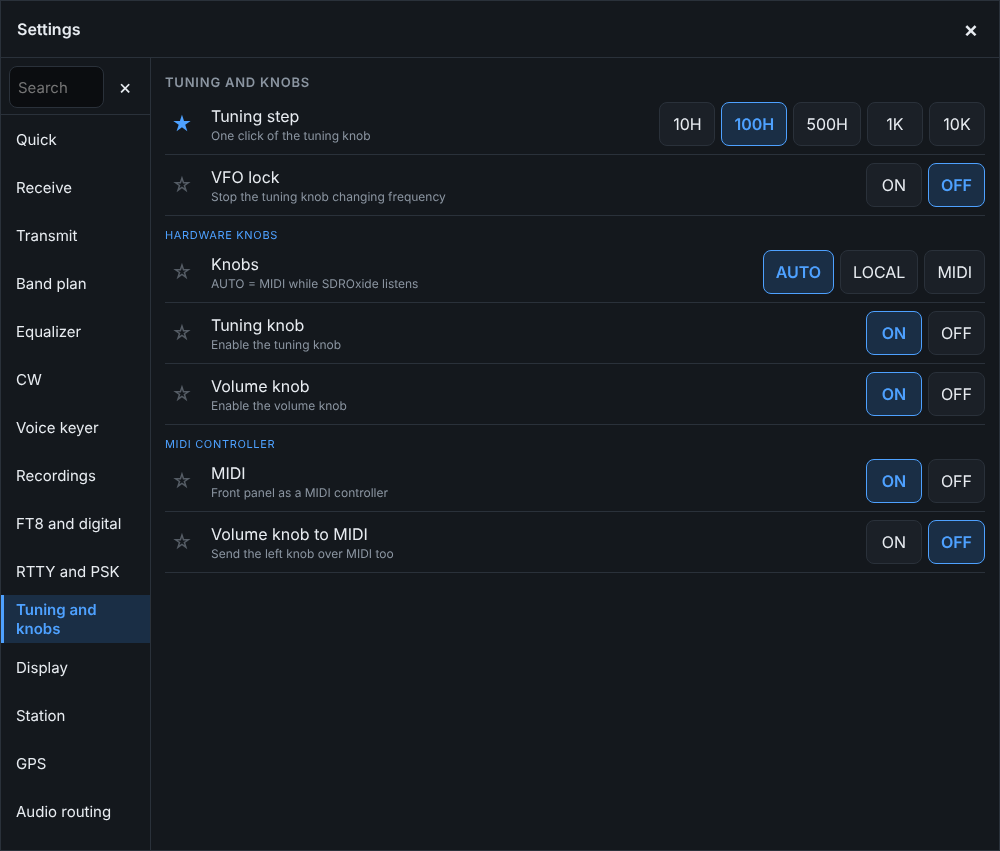 Settings
Search
Quick
Receive
Transmit
Band plan
Equalizer
CW
Voice keyer
Recordings
FT8 and digital
RTTY and PSK
Tuning and
knobs
Display
Station
GPS
Audio routing
TUNING AND KNOBS
Tuning step
One click of the tuning knob
10H 100H 500H 1K 10K
VFO lock
Stop the tuning knob changing frequency
ON OFF
HARDWARE KNOBS
Knobs
AUTO = MIDI while SDROxide listens
AUTO LOCAL MIDI
Tuning knob
Enable the tuning knob
ON OFF
Volume knob
Enable the volume knob
ON OFF
MIDI CONTROLLER
MIDI
Front panel as a MIDI controller
ON OFF
Volume knob to MIDI
Send the left knob over MIDI too
ON OFF